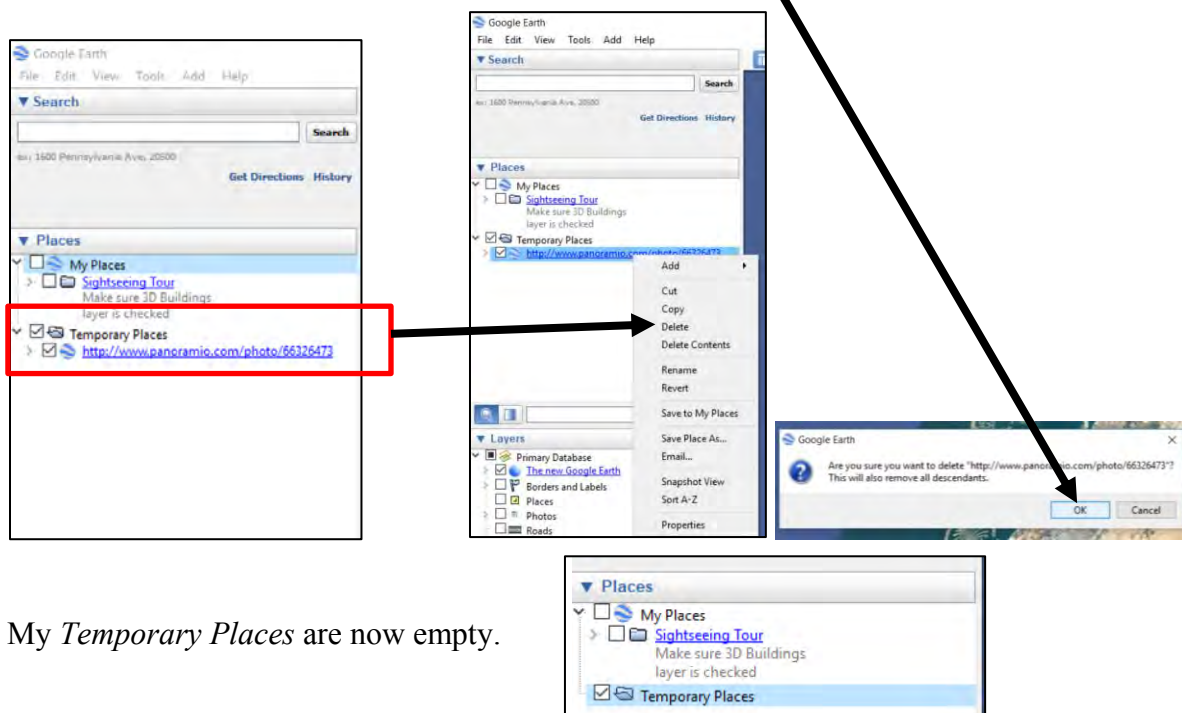 Google Earth
File Edit View Tools Add Help
Search
Search
ex: 1600 Pennsylvania Ave, 20500
Get Directions History
Places
My Places
Sightseeing Tour
Make sure 3D Buildings
layer is checked
Temporary Places
http://www.panoramio.com/photo/66326473
Google Earth
File Edit View Tools Add Help
Search
Search
ex: 1600 Pennsylvania Ave, 20500
Get Directions History
Places
My Places
Sightseeing Tour
Make sure 3D Buildings
layer is checked
Temporary Places
http://www.panoramio.com/photo/66326473
Add
Cut
Copy
Delete
Delete Contents
Rename
Revert
Save to My Places
Save Place As...
Email...
Snapshot View
Sort A-Z
Properties
Layers
Primary Database
The new Google Earth
Borders and Labels
Places
Photos
Roads
Google Earth
Are you sure you want to delete "http://www.panoramio.com/photo/66326473"?
This will also remove all descendants.
OK Cancel
My Temporary Places are now empty.
Places
My Places
Sightseeing Tour
Make sure 3D Buildings
layer is checked
Temporary Places